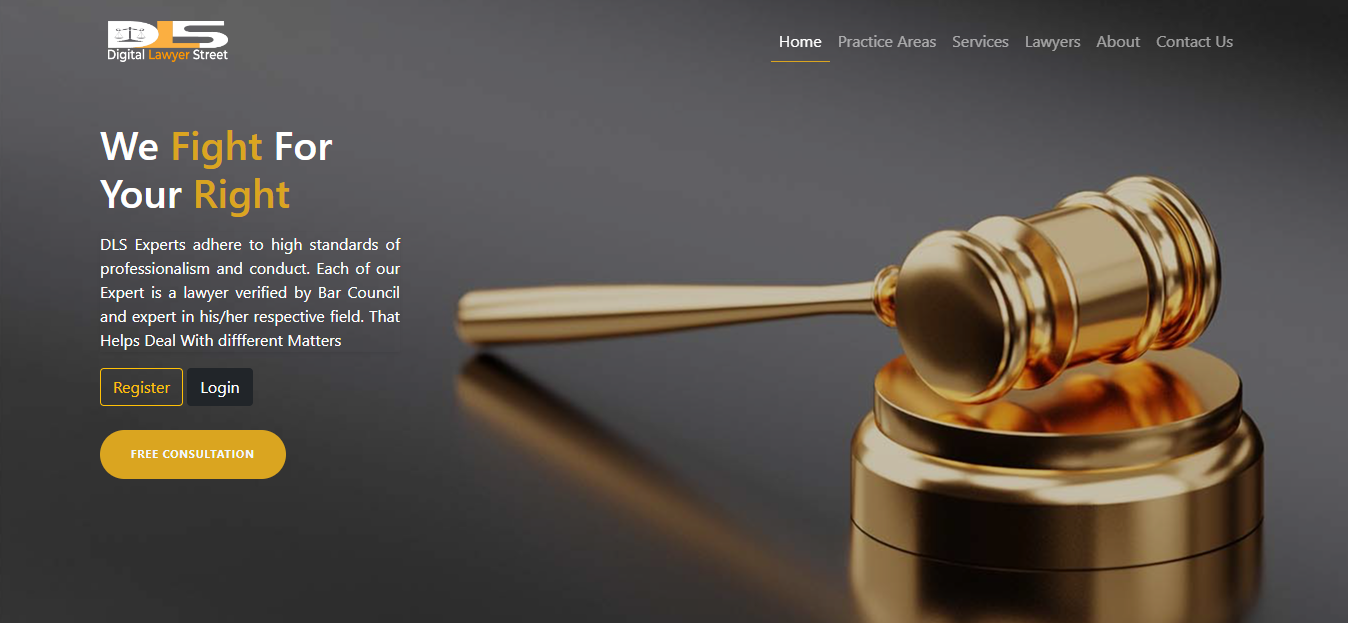 DLS
Digital Lawyer Street
Home Practice Areas Services Lawyers About Contact Us
We Fight For
Your Right
DLS Experts adhere to high standards of
professionalism and conduct. Each of our
Expert is a lawyer verified by Bar Council
and expert in his/her respective field. That
Helps Deal With diffferent Matters
Register Login
FREE CONSULTATION